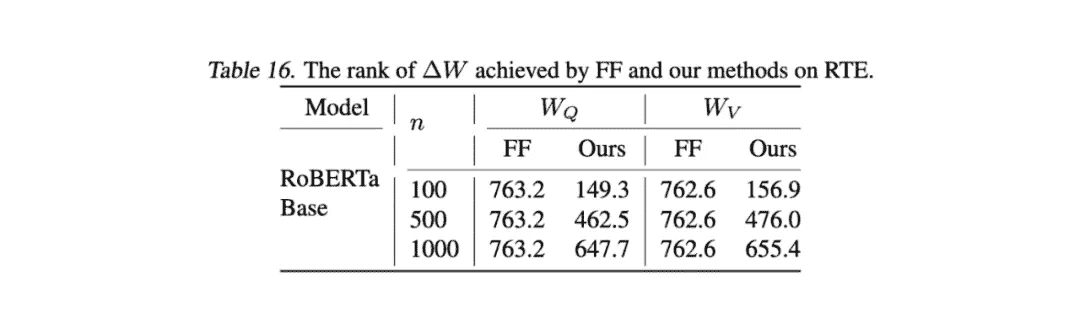 Table 16. The rank of ΔW achieved by FF and our methods on RTE.
Model n W_Q W_V
FF Ours FF Ours
RoBERTa Base
100 763.2 149.3 762.6 156.9
500 763.2 462.5 762.6 476.0
1000 763.2 647.7 762.6 655.4